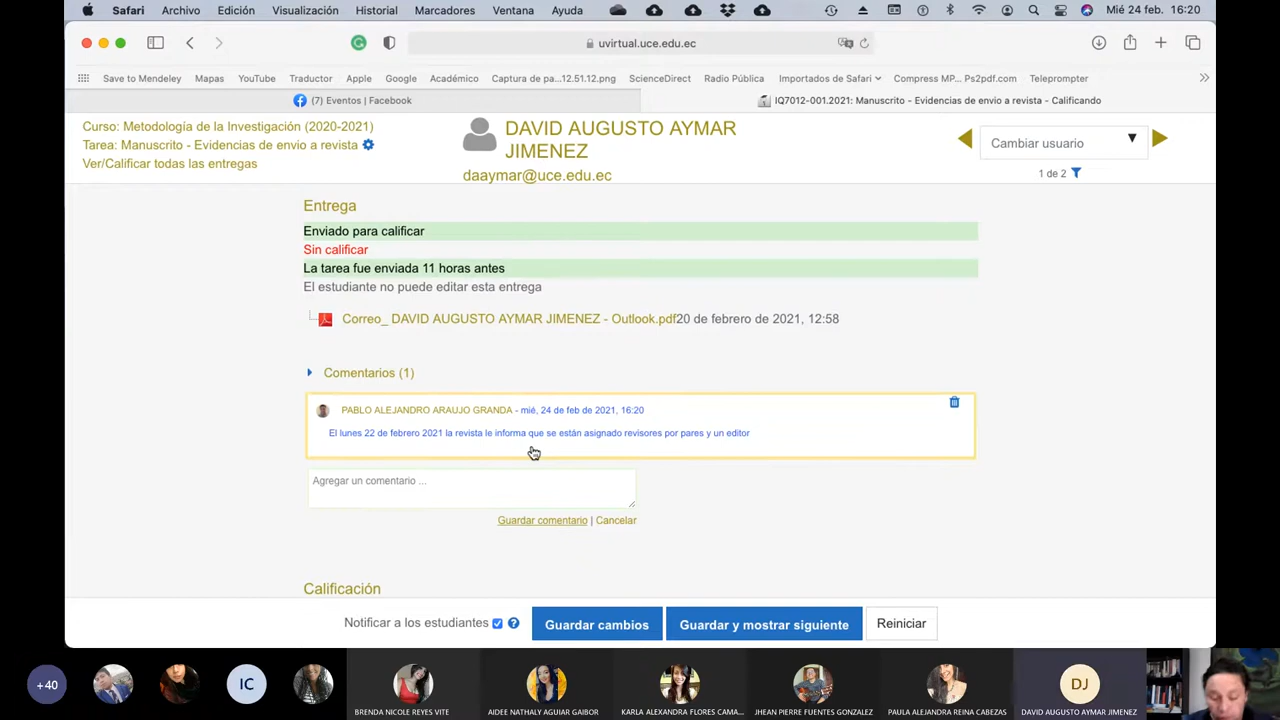 Safari Archivo Edición Visualización Historial Marcadores Ventana Ayuda Mié 24 feb. 16:20
uvirtual.uce.edu.ec
Save to Mendeley Mapas YouTube Traductor Apple Google Académico Captura de pa...12.51.12.png ScienceDirect Radio Pública Importados de Safari Compress MP... Ps2pdf.com Teleprompter
(7) Eventos | Facebook
IQ7012-001.2021: Manuscrito - Evidencias de envio a revista - Calificando
Curso: Metodología de la Investigación (2020-2021)
Tarea: Manuscrito - Evidencias de envio a revista
Ver/Calificar todas las entregas
DAVID AUGUSTO AYMAR
JIMENEZ
daaymar@uce.edu.ec
Cambiar usuario
1 de 2
Entrega
Enviado para calificar
Sin calificar
La tarea fue enviada 11 horas antes
El estudiante no puede editar esta entrega
Correo_ DAVID AUGUSTO AYMAR JIMENEZ - Outlook.pdf20 de febrero de 2021, 12:58
Comentarios (1)
PABLO ALEJANDRO ARAUJO GRANDA - mié, 24 de feb de 2021, 16:20
El lunes 22 de febrero 2021 la revista le informa que se están asignado revisores por pares y un editor
Agregar un comentario ...
Guardar comentario | Cancelar
Calificación
Notificar a los estudiantes
Guardar cambios
Guardar y mostrar siguiente
Reiniciar
+40
IC
DJ
BRENDA NICOLE REYES VITE
AIDEE NATHALY AGUIAR GAIBOR
KARLA ALEXANDRA FLORES CAMA...
JHEAN PIERRE FUENTES GONZALEZ
PAULA ALEJANDRA REINA CABEZAS
DAVID AUGUSTO AYMAR JIMENEZ